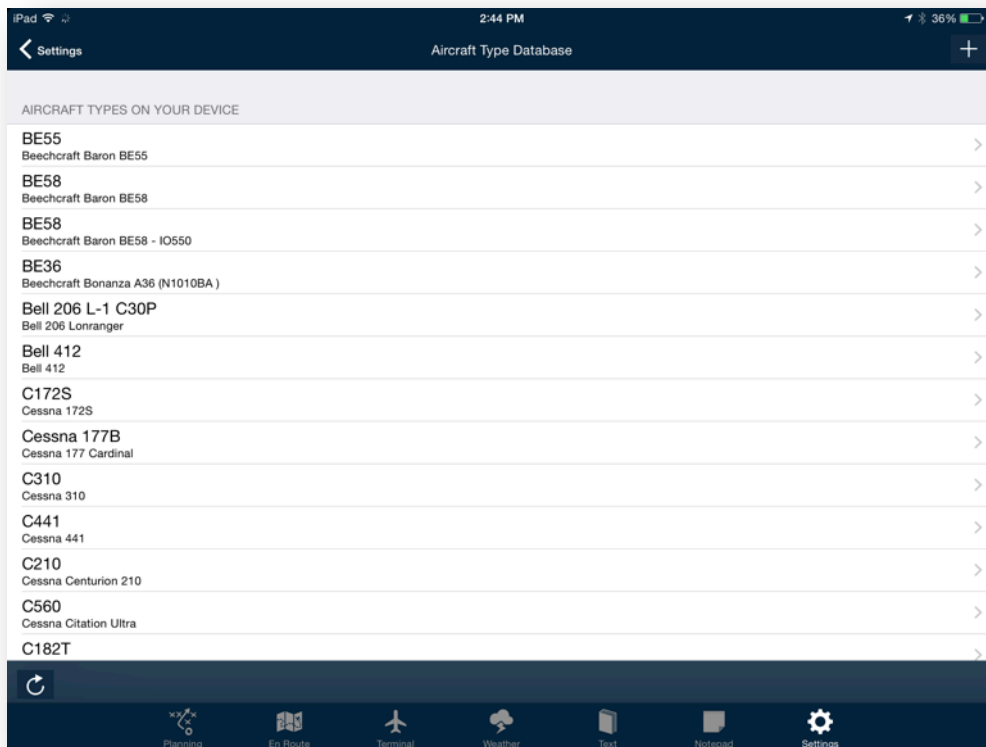 iPad 2:44 PM 36%
Settings Aircraft Type Database +
AIRCRAFT TYPES ON YOUR DEVICE
BE55
Beechcraft Baron BE55
BE58
Beechcraft Baron BE58
BE58
Beechcraft Baron BE58 - IO550
BE36
Beechcraft Bonanza A36 (N1010BA )
Bell 206 L-1 C30P
Bell 206 Lonranger
Bell 412
Bell 412
C172S
Cessna 172S
Cessna 177B
Cessna 177 Cardinal
C310
Cessna 310
C441
Cessna 441
C210
Cessna Centurion 210
C560
Cessna Citation Ultra
C182T
Planning En Route Terminal Weather Text Notepad Settings